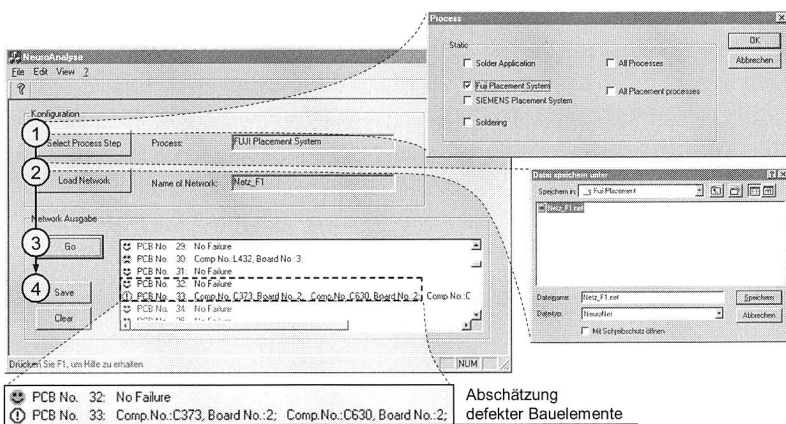 NeuroAnalyse
File Edit View ?
Konfiguration
1
Select Process Step
Process:
FUJI Placement System
2
Load Network
Name of Network:
Netz_F1
Network Ausgabe
3
Go
PCB No. 29: No Failure
PCB No. 30: Comp.No.:L432, Board No.:3;
PCB No. 31: No Failure
PCB No. 32: No Failure
PCB No. 33: Comp.No.:C373, Board No.:2; Comp.No.:C630, Board No.:2; Comp.No.:C
PCB No. 34: No Failure
4
Save
Clear
Drücken Sie F1, um Hilfe zu erhalten
NUM
Process
Static
Solder Application
All Processes
Fuji Placement System
All Placement processes
SIEMENS Placement System
Soldering
OK
Abbrechen
Datei speichern unter
Speichern in:
Fuji Placement
Netz_F1.net
Dateiname:
Netz_F1.net
Speichern
Dateityp:
NeuroNet
Abbrechen
Mit Schreibschutz öffnen
PCB No. 32: No Failure
PCB No. 33: Comp.No.:C373, Board No.:2; Comp.No.:C630, Board No.:2;
Abschätzung
defekter Bauelemente